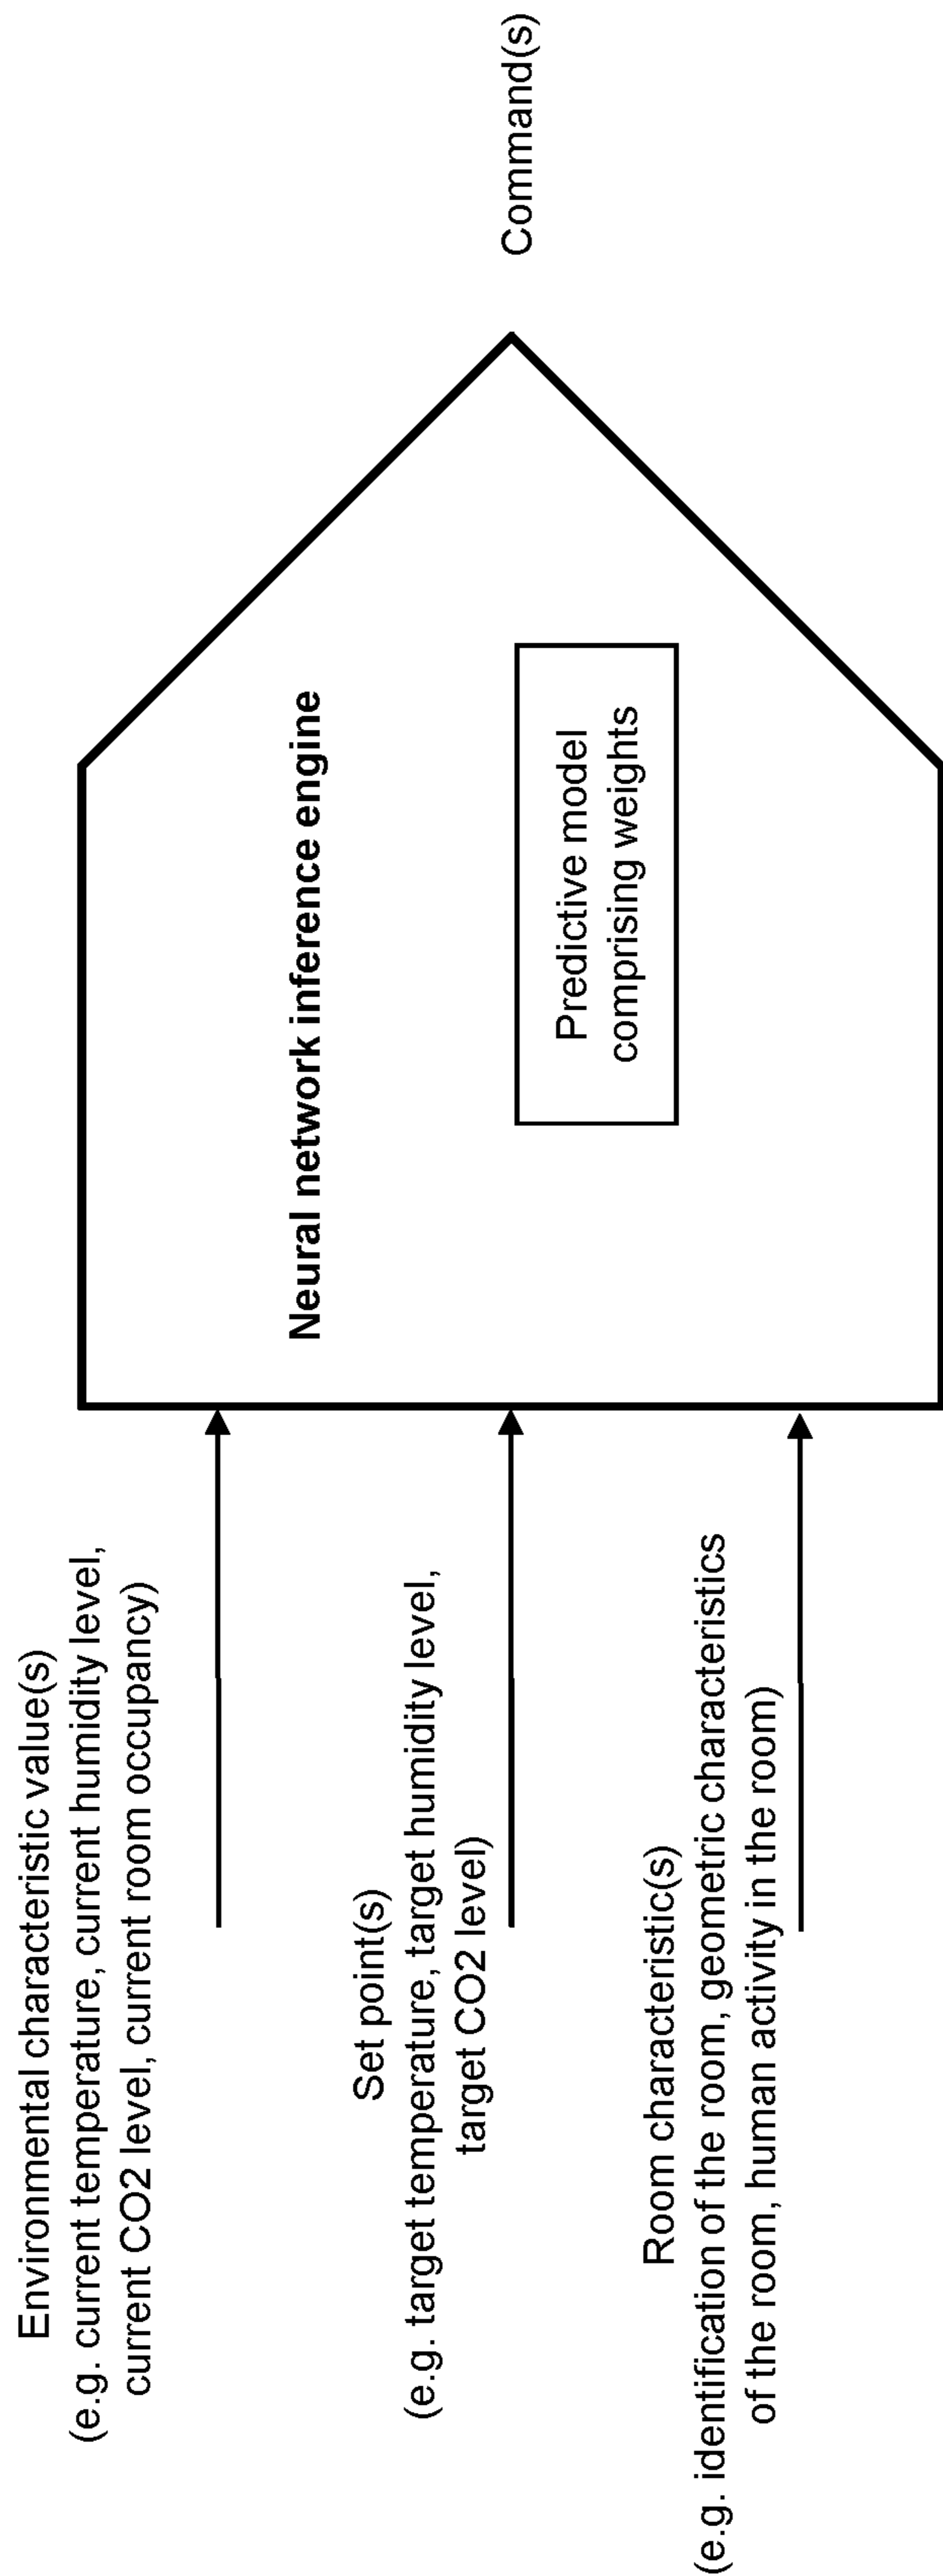 Environmental characteristic value(s)
(e.g. current temperature, current humidity level,
current CO2 level, current room occupancy)
Set point(s)
(e.g. target temperature, target humidity level,
target CO2 level)
Room characteristic(s)
(e.g. identification of the room, geometric characteristics
of the room, human activity in the room)
Neural network inference engine
Predictive model
comprising weights
Command(s)